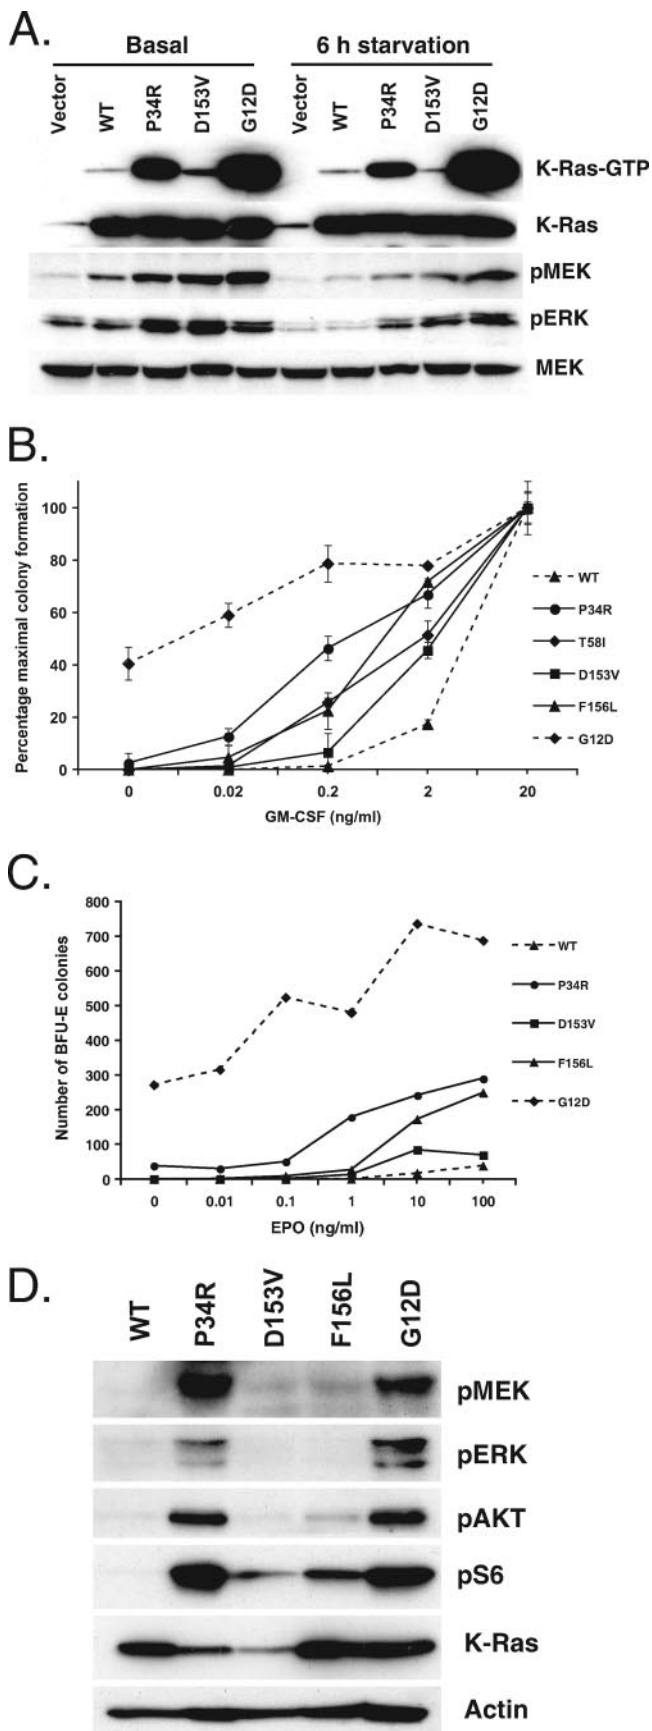 A.
Basal 6 h starvation
Vector WT P34R D153V G12D Vector WT P34R D153V G12D
K-Ras-GTP
K-Ras
pMEK
pERK
MEK
B.
Percentage maximal colony formation
100
80
60
40
20
0
0 0.02 0.2 2 20
GM-CSF (ng/ml)
WT
P34R
T58I
D153V
F156L
G12D
C.
Number of BFU-E colonies
800
700
600
500
400
300
200
100
0
0 0.01 0.1 1 10 100
EPO (ng/ml)
WT
P34R
D153V
F156L
G12D
D.
WT P34R D153V F156L G12D
pMEK
pERK
pAKT
pS6
K-Ras
Actin